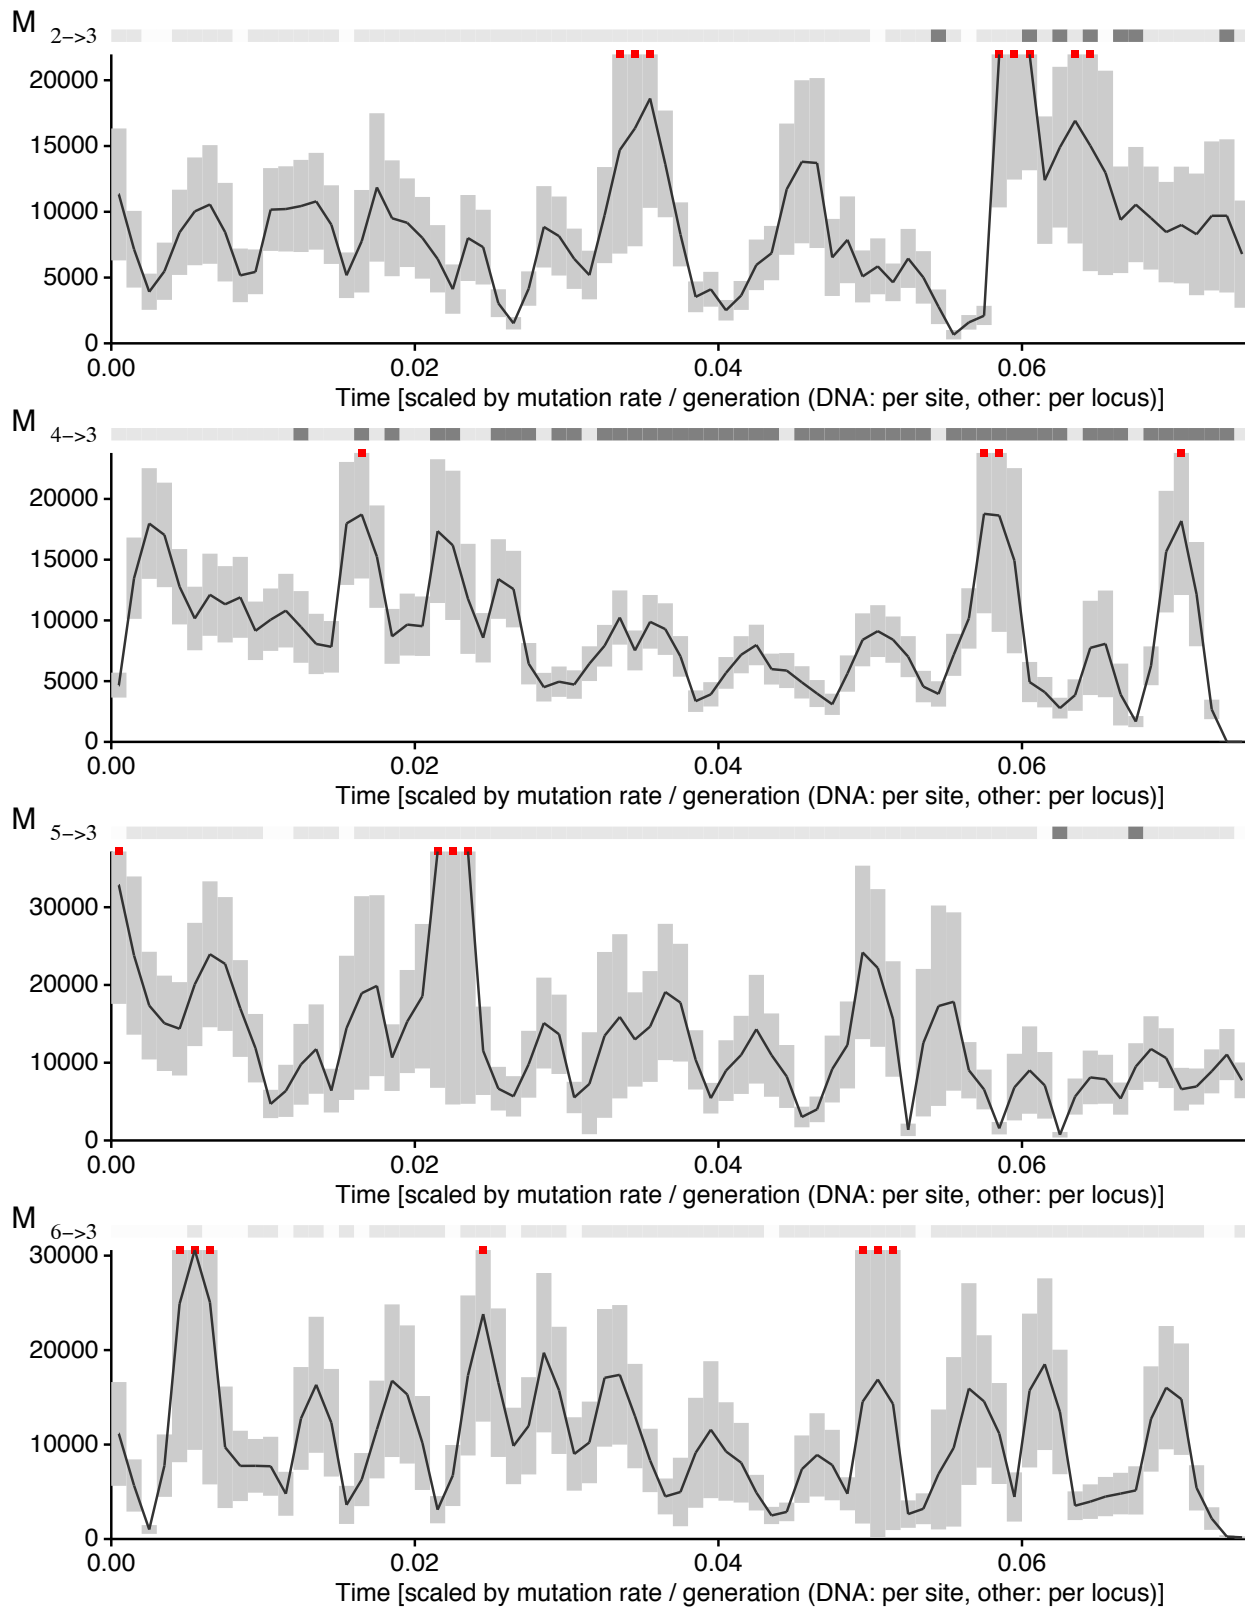 M
2->3
20000
15000
10000
5000
0
0.00 0.02 0.04 0.06
Time [scaled by mutation rate / generation (DNA: per site, other: per locus)]
M
4->3
20000
15000
10000
5000
0
0.00 0.02 0.04 0.06
Time [scaled by mutation rate / generation (DNA: per site, other: per locus)]
M
5->3
30000
20000
10000
0
0.00 0.02 0.04 0.06
Time [scaled by mutation rate / generation (DNA: per site, other: per locus)]
M
6->3
30000
20000
10000
0
0.00 0.02 0.04 0.06
Time [scaled by mutation rate / generation (DNA: per site, other: per locus)]